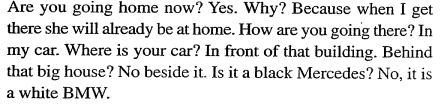 Are you going home now? Yes. Why? Because when I get
there she will already be at home. How are you going there? In
my car. Where is your car? In front of that building. Behind
that big house? No beside it. Is it a black Mercedes? No, it is
a white BMW.